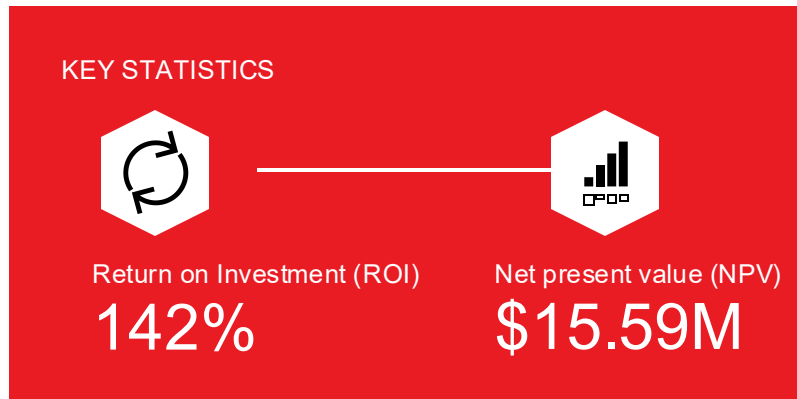 KEY STATISTICS
Return on Investment (ROI)
142%
Net present value (NPV)
$15.59M